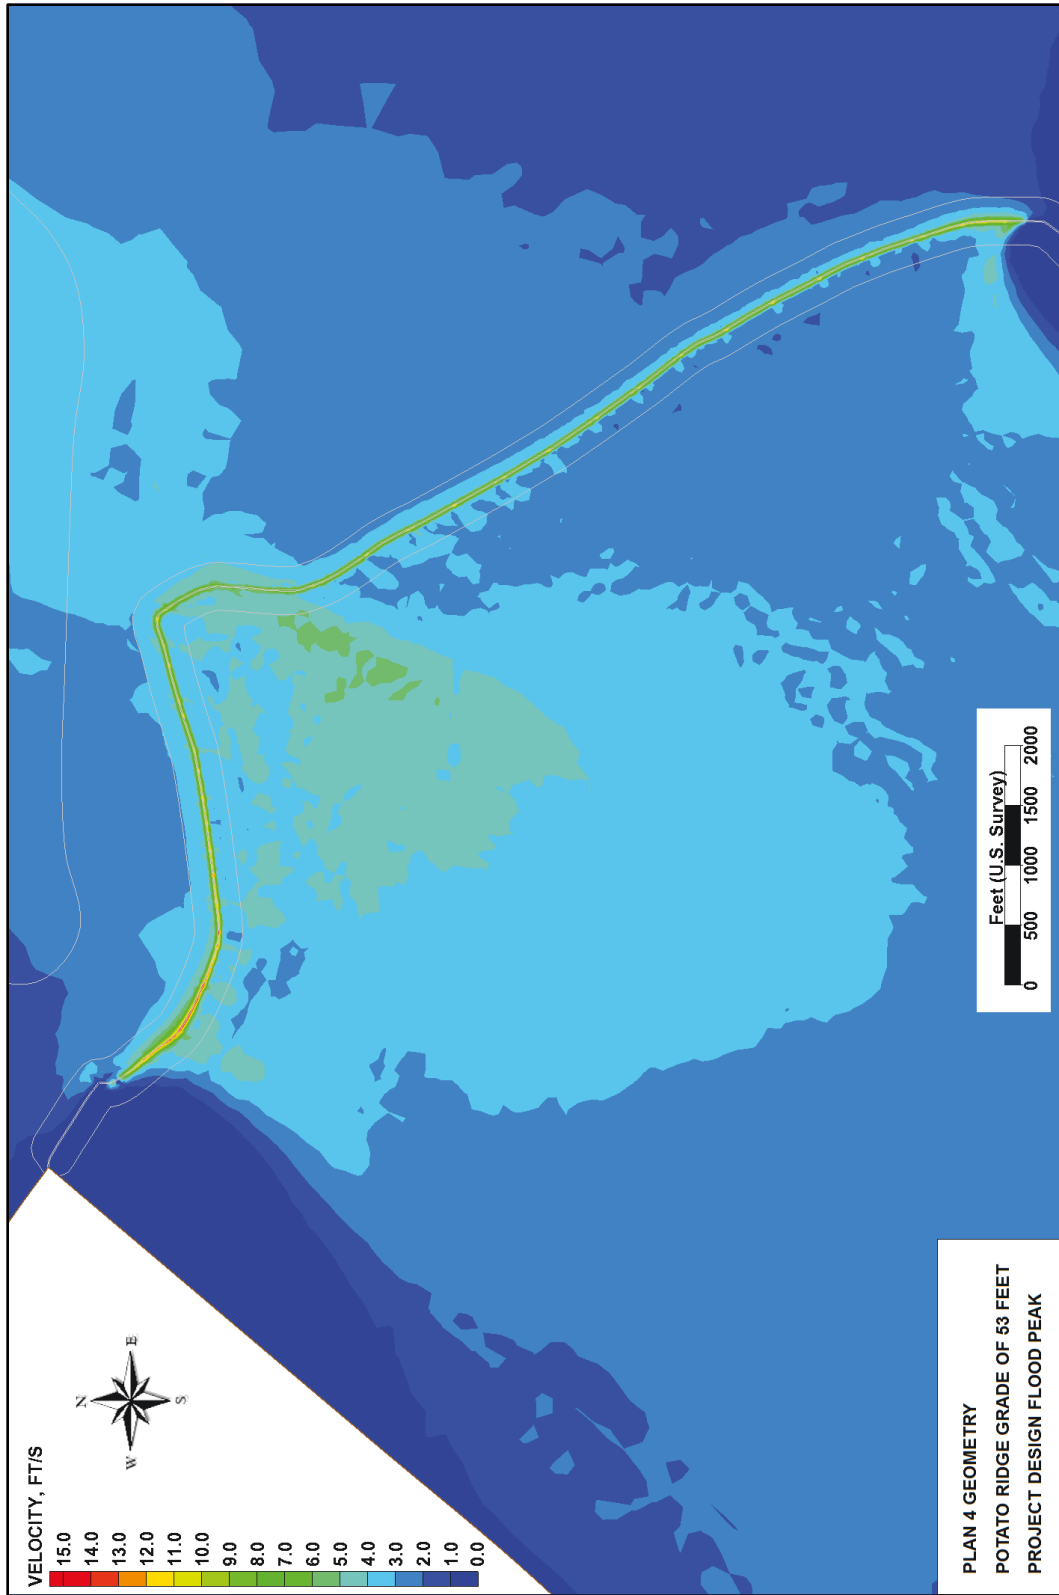 VELOCITY, FT/S
15.0
14.0
13.0
12.0
11.0
10.0
9.0
8.0
7.0
6.0
5.0
4.0
3.0
2.0
1.0
0.0
N
W E
S
PLAN 4 GEOMETRY
POTATO RIDGE GRADE OF 53 FEET
PROJECT DESIGN FLOOD PEAK
Feet (U.S. Survey)
0 500 1000 1500 2000